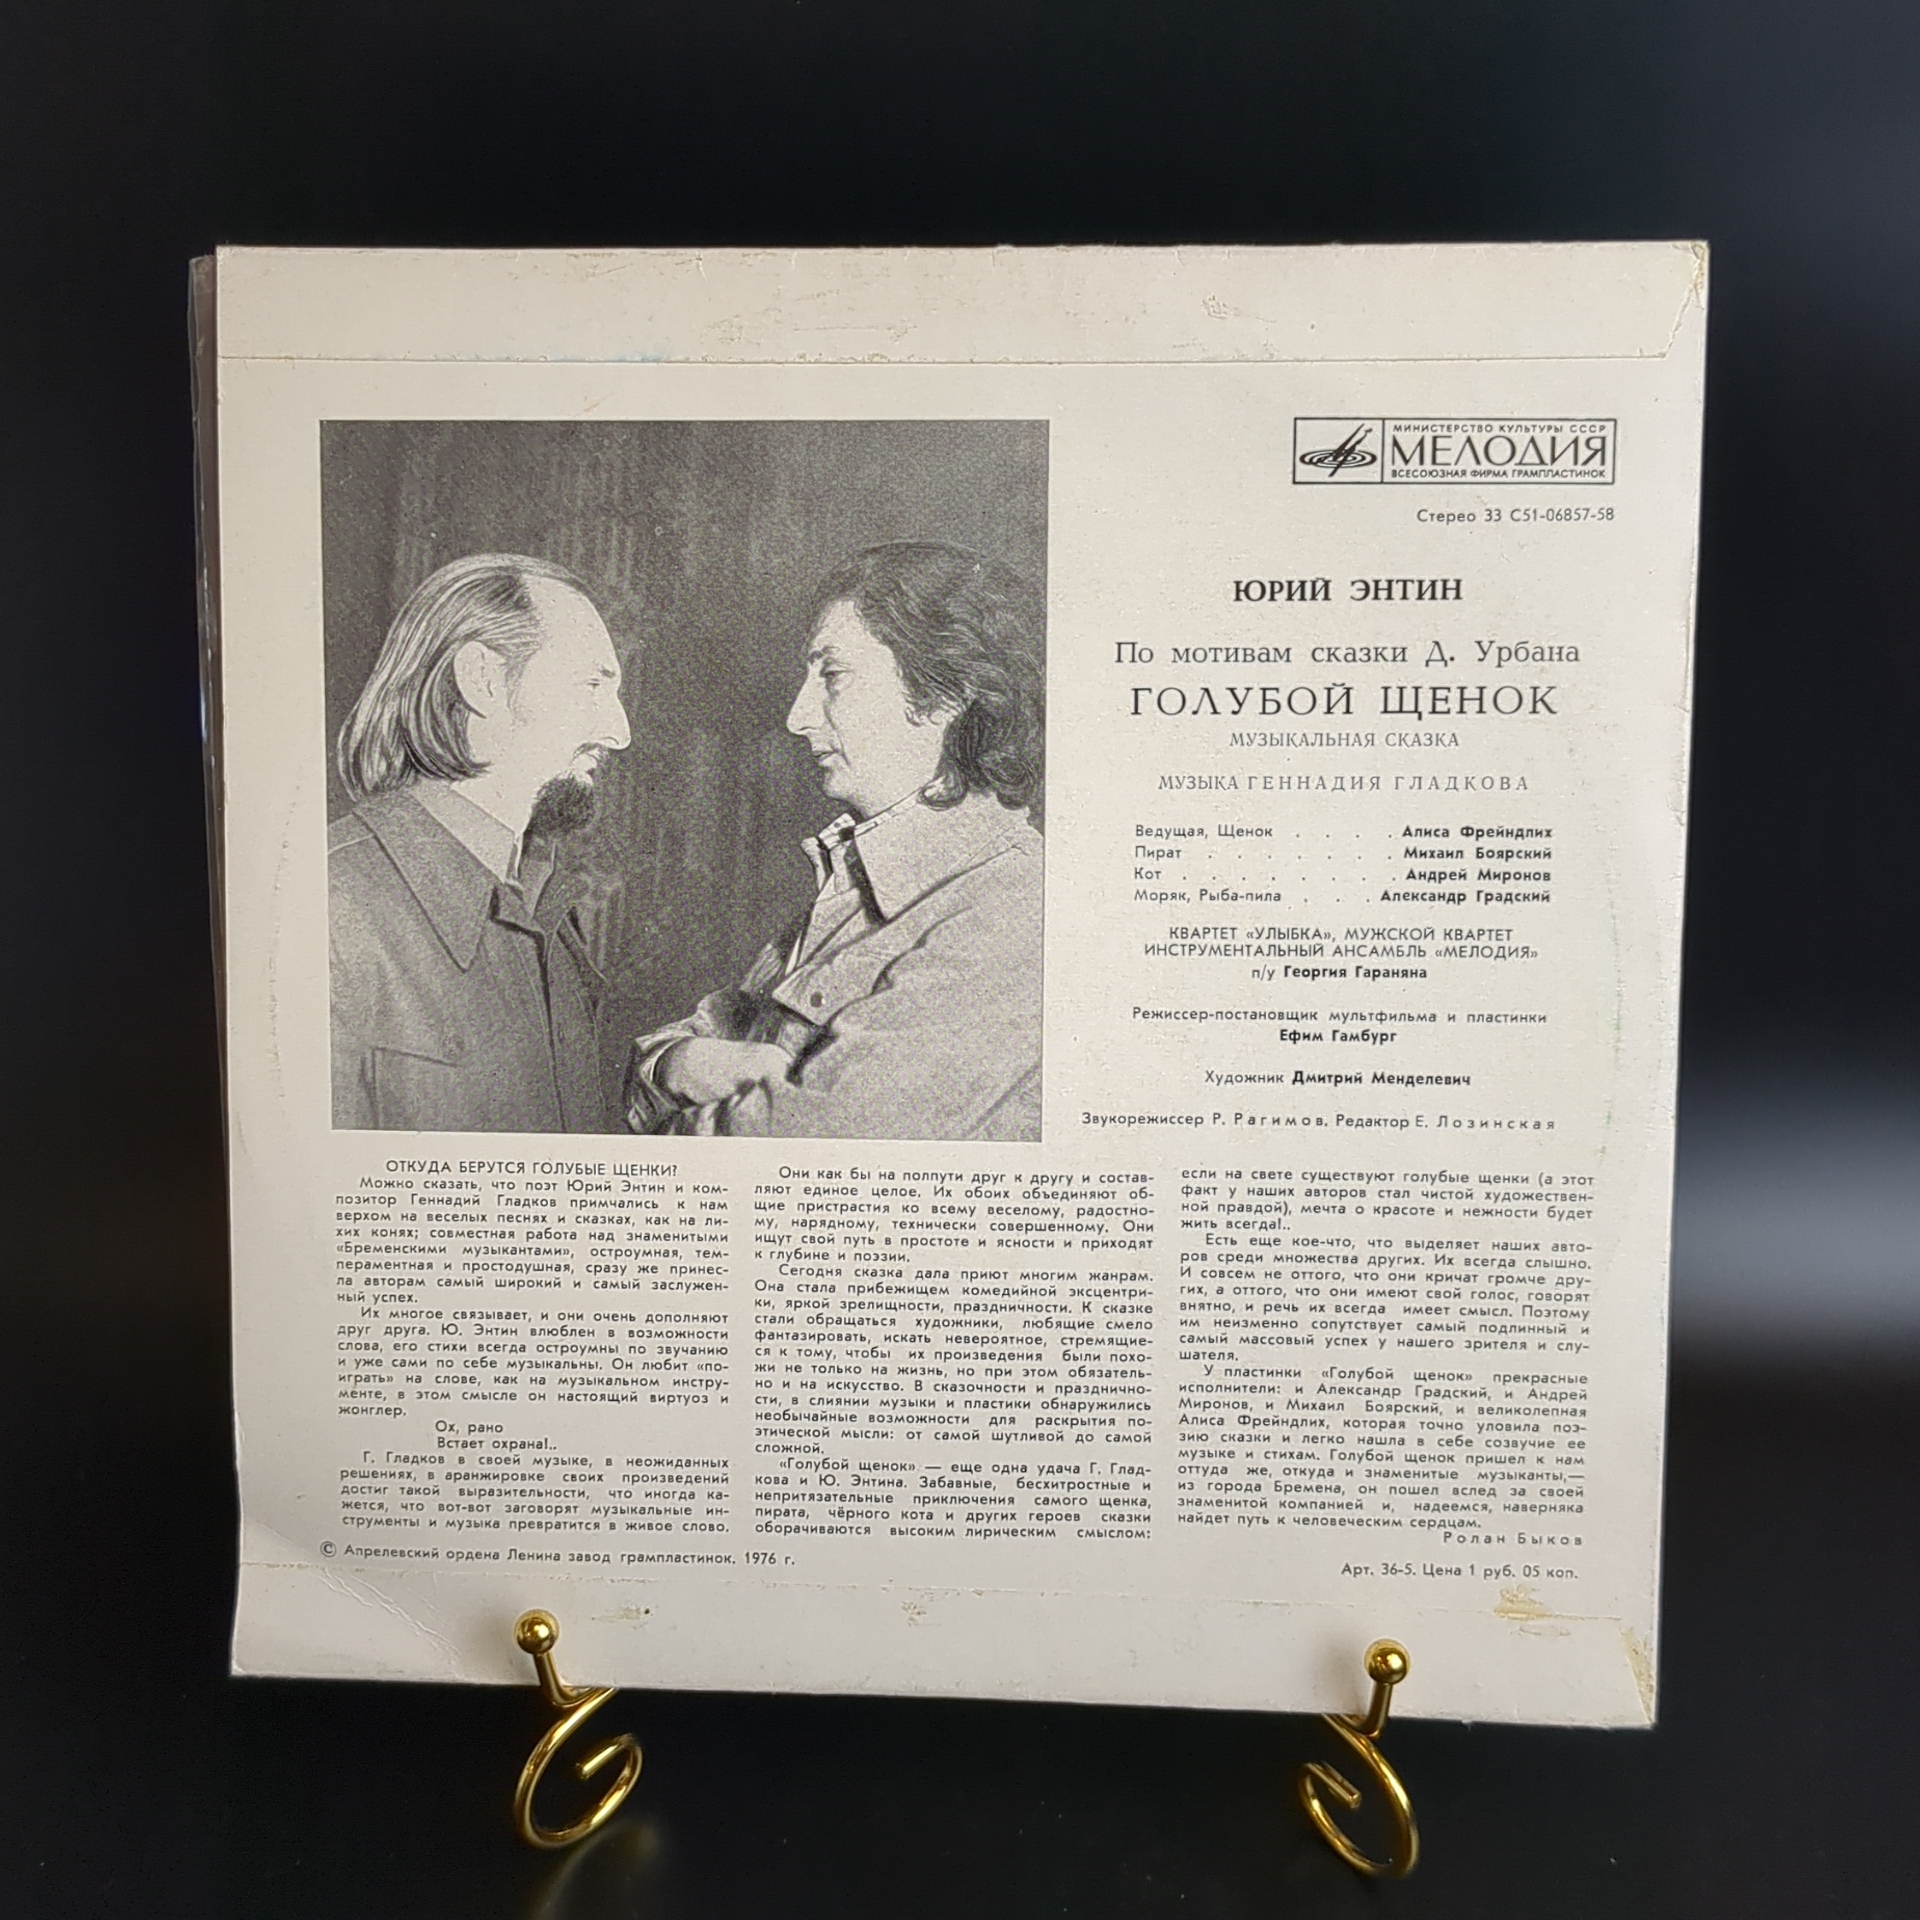 МИНИСТЕРСТВО КУЛЬТУРЫ СССР
МЕЛОДИЯ
ВСЕСОЮЗНАЯ ФИРМА ГРАМПЛАСТИНОК
Стерео 33 С51-06857-58
ЮРИЙ ЭНТИН
По мотивам сказки Д. Урбана
ГОЛУБОЙ ЩЕНОК
МУЗЫКАЛЬНАЯ СКАЗКА
МУЗЫКА ГЕННАДИЯ ГЛАДКОВА
Ведущая, Щенок . . . . Алиса Фрейндлих
Пират . . . . . . . Михаил Боярский
Кот . . . . . . . . Андрей Миронов
Моряк, Рыба-пила . . . Александр Градский
КВАРТЕТ «УЛЫБКА», МУЖСКОЙ КВАРТЕТ
ИНСТРУМЕНТАЛЬНЫЙ АНСАМБЛЬ «МЕЛОДИЯ»
п/у Георгия Гараняна
Режиссер-постановщик мультфильма и пластинки
Ефим Гамбург
Художник Дмитрий Менделевич
Звукорежиссер Р. Рагимов. Редактор Е. Лозинская
ОТКУДА БЕРУТСЯ ГОЛУБЫЕ ЩЕНКИ?
Можно сказать, что поэт Юрий Энтин и ком-
позитор Геннадий Гладков примчались к нам
верхом на веселых песнях и сказках, как на ли-
хих конях; совместная работа над знаменитыми
«Бременскими музыкантами», остроумная, тем-
пераментная и простодушная, сразу же принес-
ла авторам самый широкий и самый заслужен-
ный успех.
Их многое связывает, и они очень дополняют
друг друга. Ю. Энтин влюблен в возможности
слова, его стихи всегда остроумны по звучанию
и уже сами по себе музыкальны. Он любит «по-
играть» на слове, как на музыкальном инстру-
менте, в этом смысле он настоящий виртуоз и
жонглер.
Ох, рано
Встает охрана!..
Г. Гладков в своей музыке, в неожиданных
решениях, в аранжировке своих произведений
достиг такой выразительности, что иногда ка-
жется, что вот-вот заговорят музыкальные ин-
струменты и музыка превратится в живое слово.
Они как бы на полпути друг к другу и состав-
ляют единое целое. Их обоих объединяют об-
щие пристрастия ко всему веселому, радостно-
му, нарядному, технически совершенному. Они
ищут свой путь в простоте и ясности и приходят
к глубине и поэзии.
Сегодня сказка дала приют многим жанрам.
Она стала прибежищем комедийной эксцентри-
ки, яркой зрелищности, праздничности. К сказке
стали обращаться художники, любящие смело
фантазировать, искать невероятное, стремящие-
ся к тому, чтобы их произведения были похо-
жи не только на жизнь, но при этом обязатель-
но и на искусство. В сказочности и празднично-
сти, в слиянии музыки и пластики обнаружились
необычайные возможности для раскрытия по-
этической мысли: от самой шутливой до самой
сложной.
«Голубой щенок» — еще одна удача Г. Глад-
кова и Ю. Энтина. Забавные, бесхитростные и
непритязательные приключения самого щенка,
пирата, чёрного кота и других героев сказки
оборачиваются высоким лирическим смыслом:
если на свете существуют голубые щенки (а этот
факт у наших авторов стал чистой художествен-
ной правдой), мечта о красоте и нежности будет
жить всегда!..
Есть еще кое-что, что выделяет наших авто-
ров среди множества других. Их всегда слышно.
И совсем не оттого, что они кричат громче дру-
гих, а оттого, что они имеют свой голос, говорят
внятно, и речь их всегда имеет смысл. Поэтому
им неизменно сопутствует самый подлинный и
самый массовый успех у нашего зрителя и слу-
шателя.
У пластинки «Голубой щенок» прекрасные
исполнители: и Александр Градский, и Андрей
Миронов, и Михаил Боярский, и великолепная
Алиса Фрейндлих, которая точно уловила поэ-
зию сказки и легко нашла в себе созвучие ее
музыке и стихам. Голубой щенок пришел к нам
оттуда же, откуда и знаменитые музыканты,—
из города Бремена, он пошел вслед за своей
знаменитой компанией и, надеемся, наверняка
найдет путь к человеческим сердцам.
Ролан Быков
© Апрелевский ордена Ленина завод грампластинок. 1976 г.
Арт. 36-5. Цена 1 руб. 05 коп.